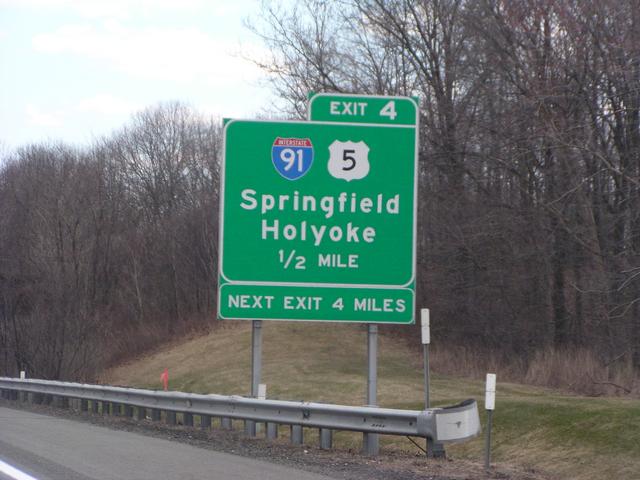 EXIT 4
INTERSTATE
91 5
Springfield
Holyoke
1/2 MILE
NEXT EXIT 4 MILES